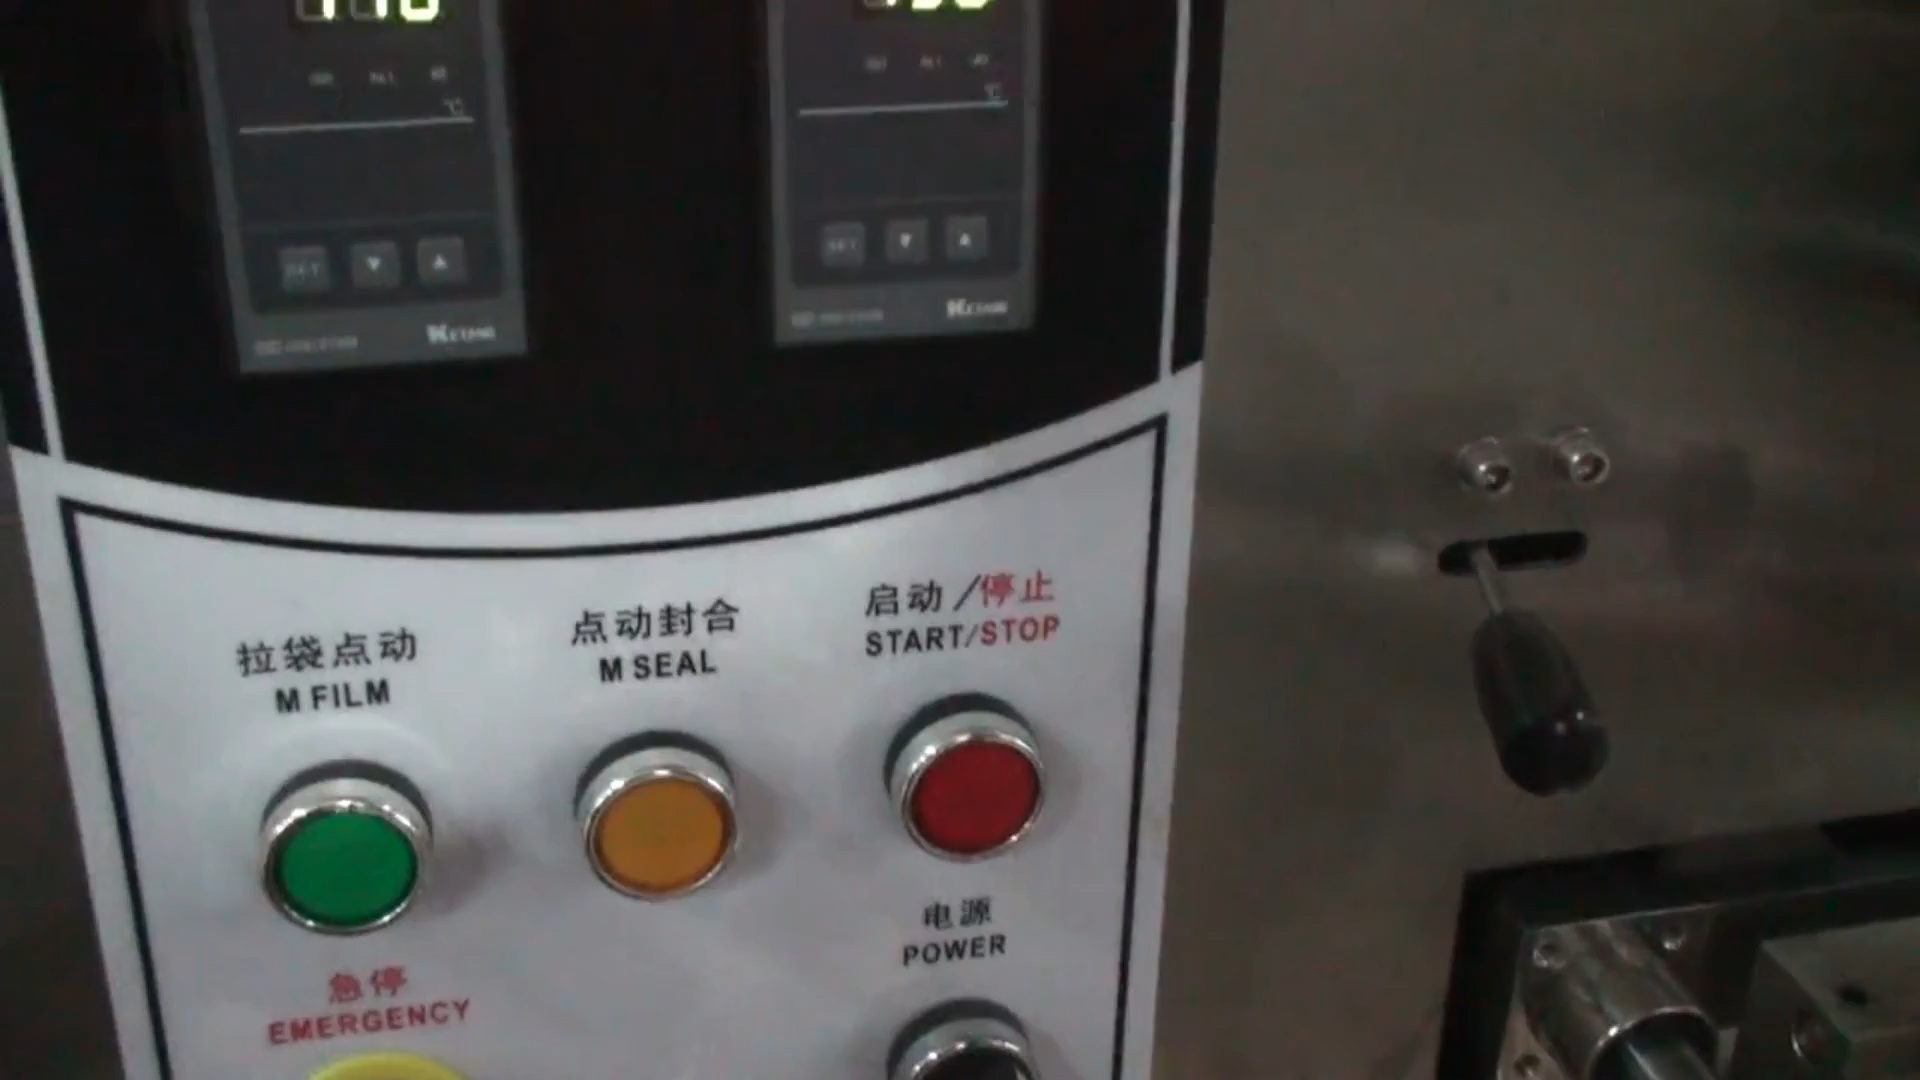 ℃
℃
SET
拉袋点动
M FILM
点动封合
M SEAL
启动/停止
START/STOP
电源
POWER
急停
EMERGENCY